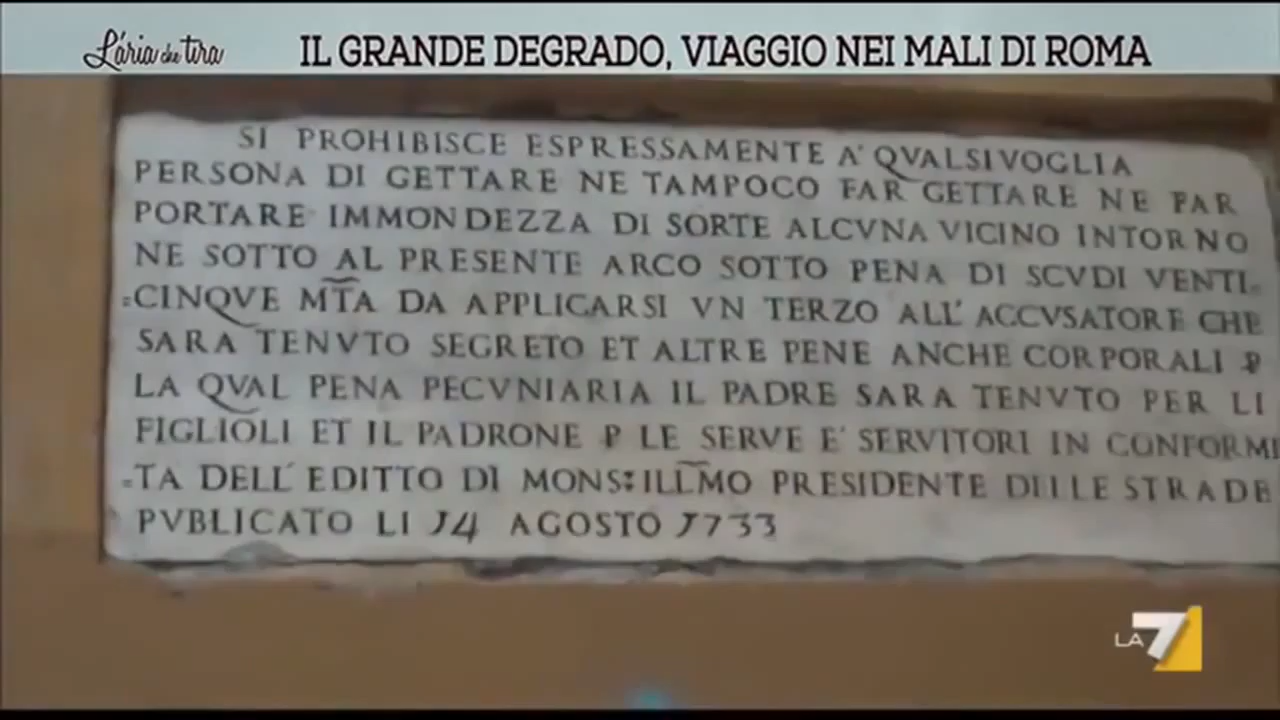 L'aria che tira
IL GRANDE DEGRADO, VIAGGIO NEI MALI DI ROMA
SI PROHIBISCE ESPRESSAMENTE A' QVALSIVOGLIA
PERSONA DI GETTARE NE TAMPOCO FAR GETTARE NE FAR
PORTARE IMMONDEZZA DI SORTE ALCVNA VICINO INTORNO
NE SOTTO AL PRESENTE ARCO SOTTO PENA DI SCVDI VENTI=
=CINQVE M̃TA DA APPLICARSI VN TERZO ALL' ACCVSATORE CHE
SARA TENVTO SEGRETO ET ALTRE PENE ANCHE CORPORALI P
LA QVAL PENA PECVNIARIA IL PADRE SARA TENVTO PER LI
FIGLIOLI ET IL PADRONE P LE SERVE E' SERVITORI IN CONFORMI
=TA DELL' EDITTO DI MONS: ILLM̃O PRESIDENTE DELLE STRADE
PVBLICATO LI 14 AGOSTO 1733
LA7